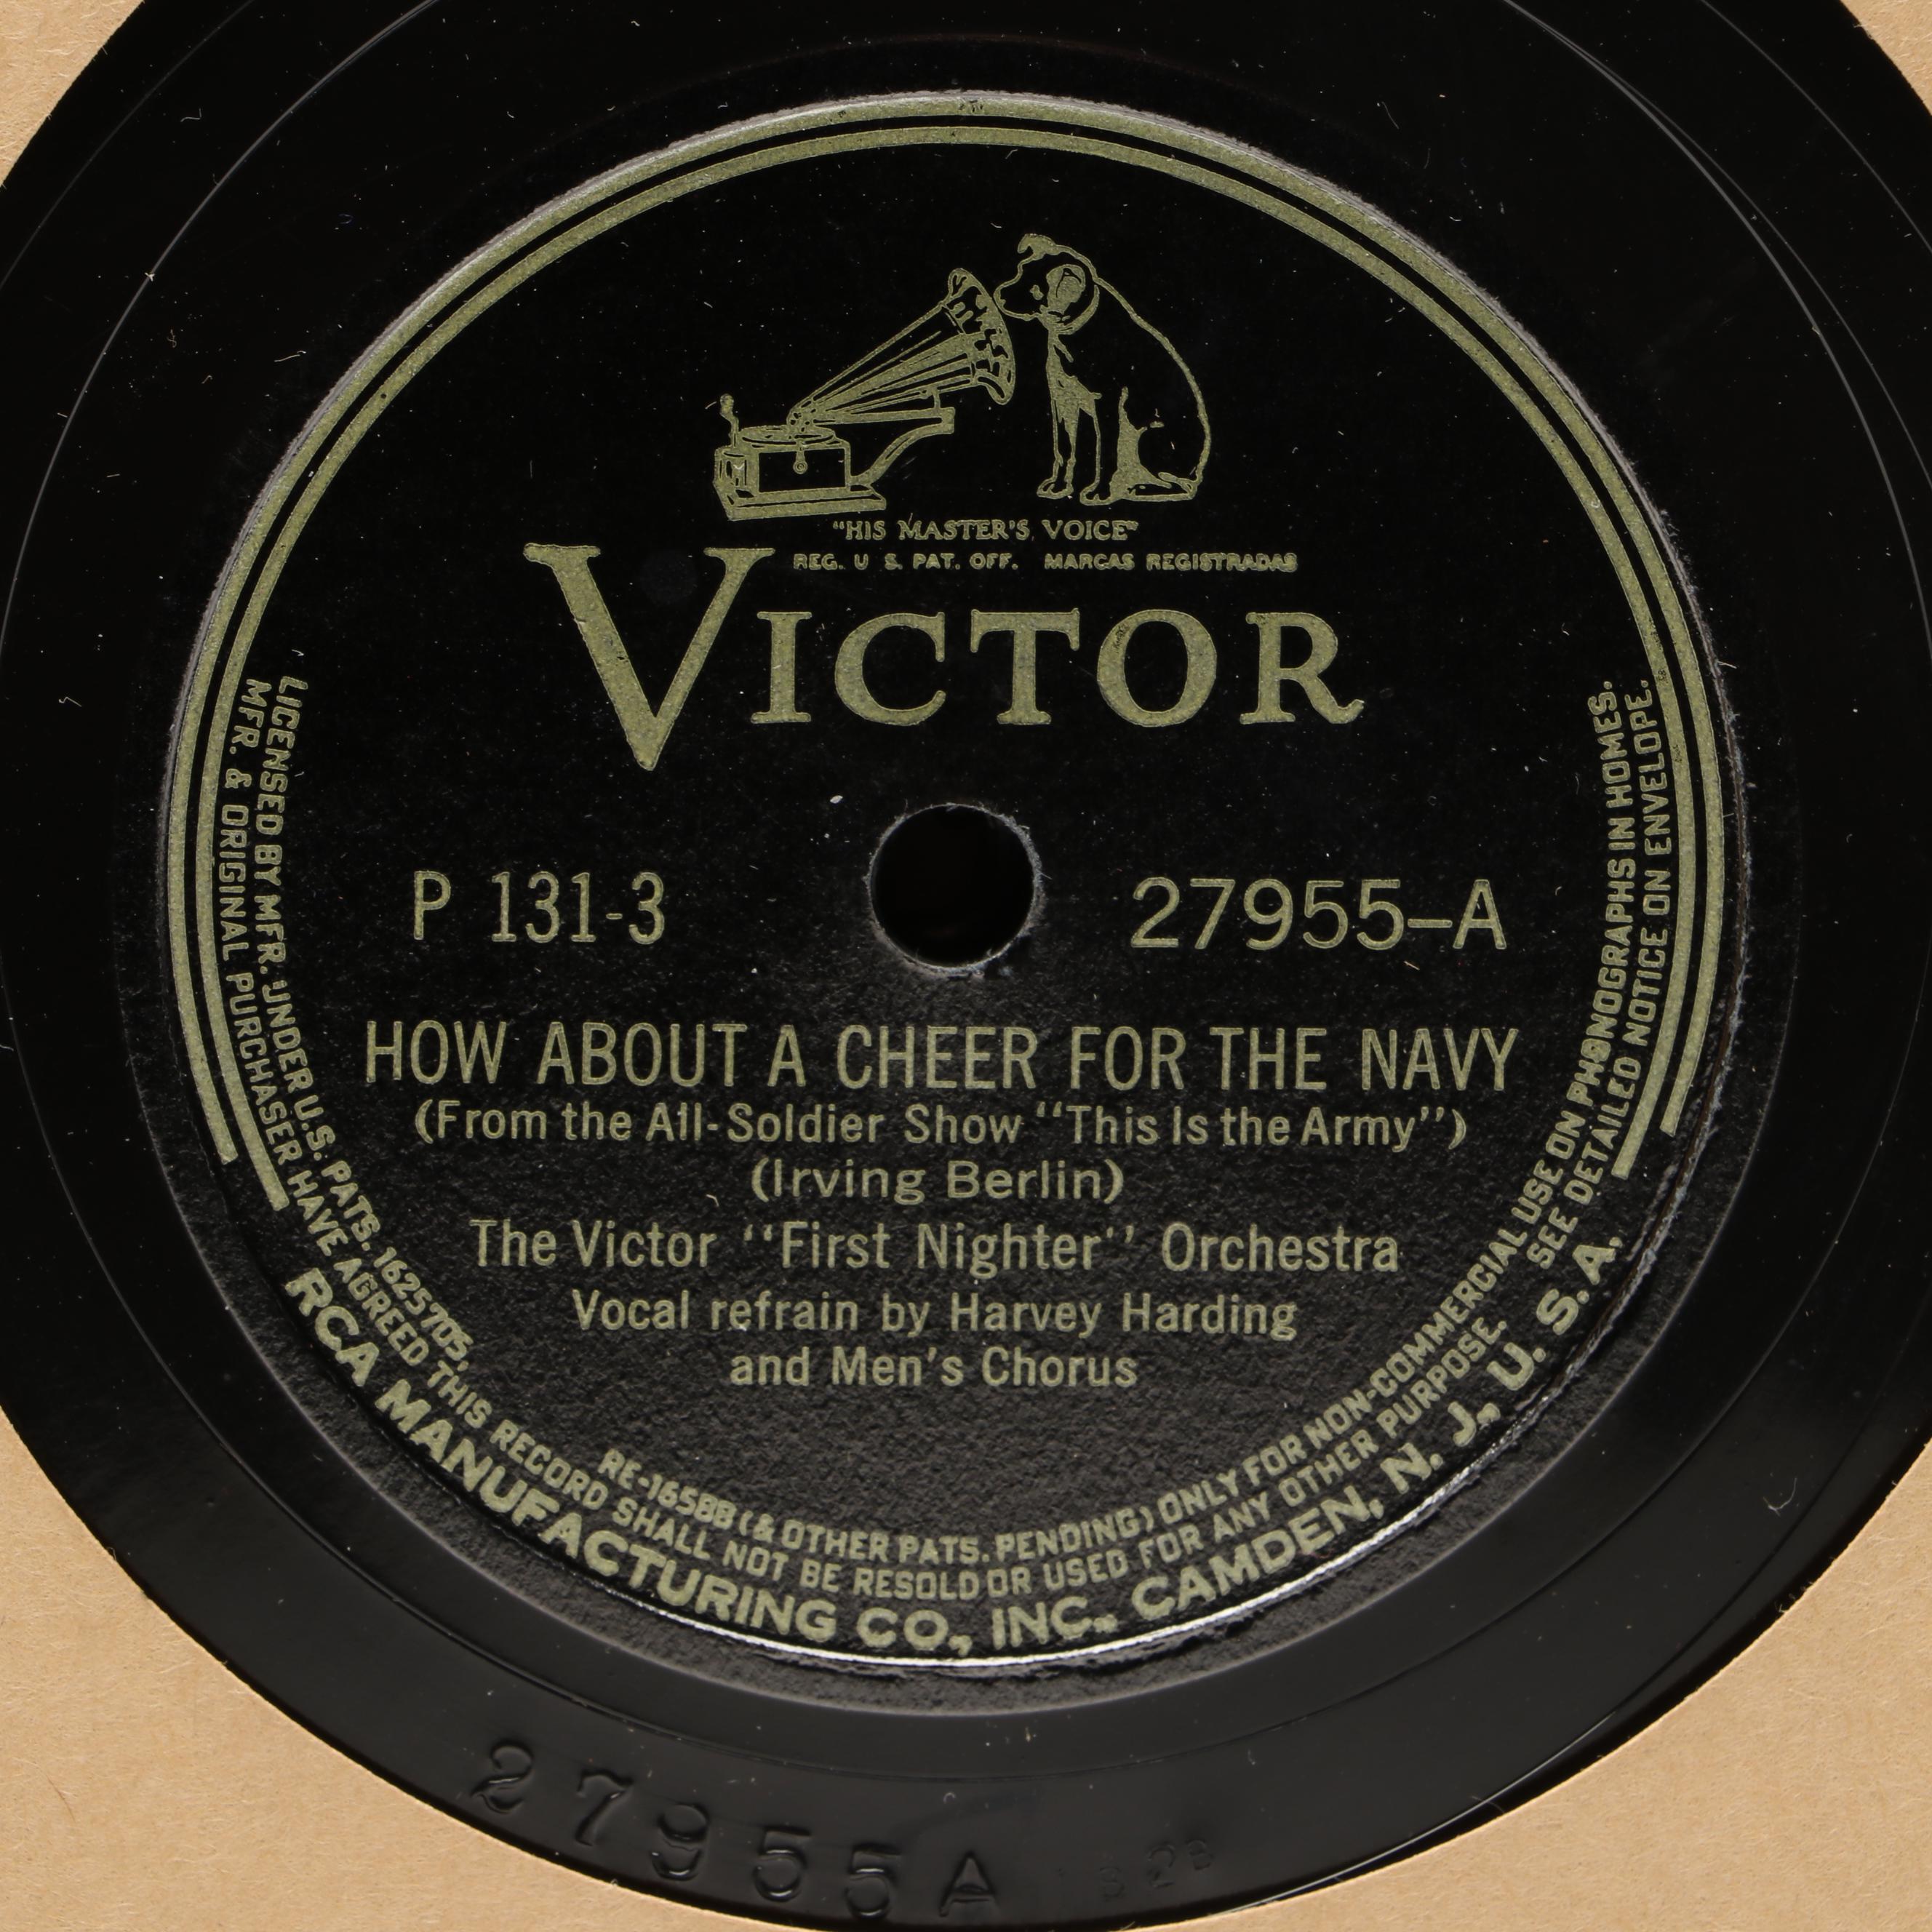 "HIS MASTER'S VOICE"
REG. U S. PAT. OFF. MARCAS REGISTRADAS
VICTOR
P 131-3
27955-A
HOW ABOUT A CHEER FOR THE NAVY
(From the All-Soldier Show "This Is the Army")
(Irving Berlin)
The Victor "First Nighter" Orchestra
Vocal refrain by Harvey Harding
and Men's Chorus
LICENSED BY MFR. UNDER U.S. PATS. 1625705, RE-16588 (& OTHER PATS. PENDING) ONLY FOR NON-COMMERCIAL USE ON PHONOGRAPHS IN HOMES.
MFR. & ORIGINAL PURCHASER HAVE AGREED THIS RECORD SHALL NOT BE RESOLD OR USED FOR ANY OTHER PURPOSE. SEE DETAILED NOTICE ON ENVELOPE.
RCA MANUFACTURING CO., INC., CAMDEN, N. J., U. S. A.
27955A